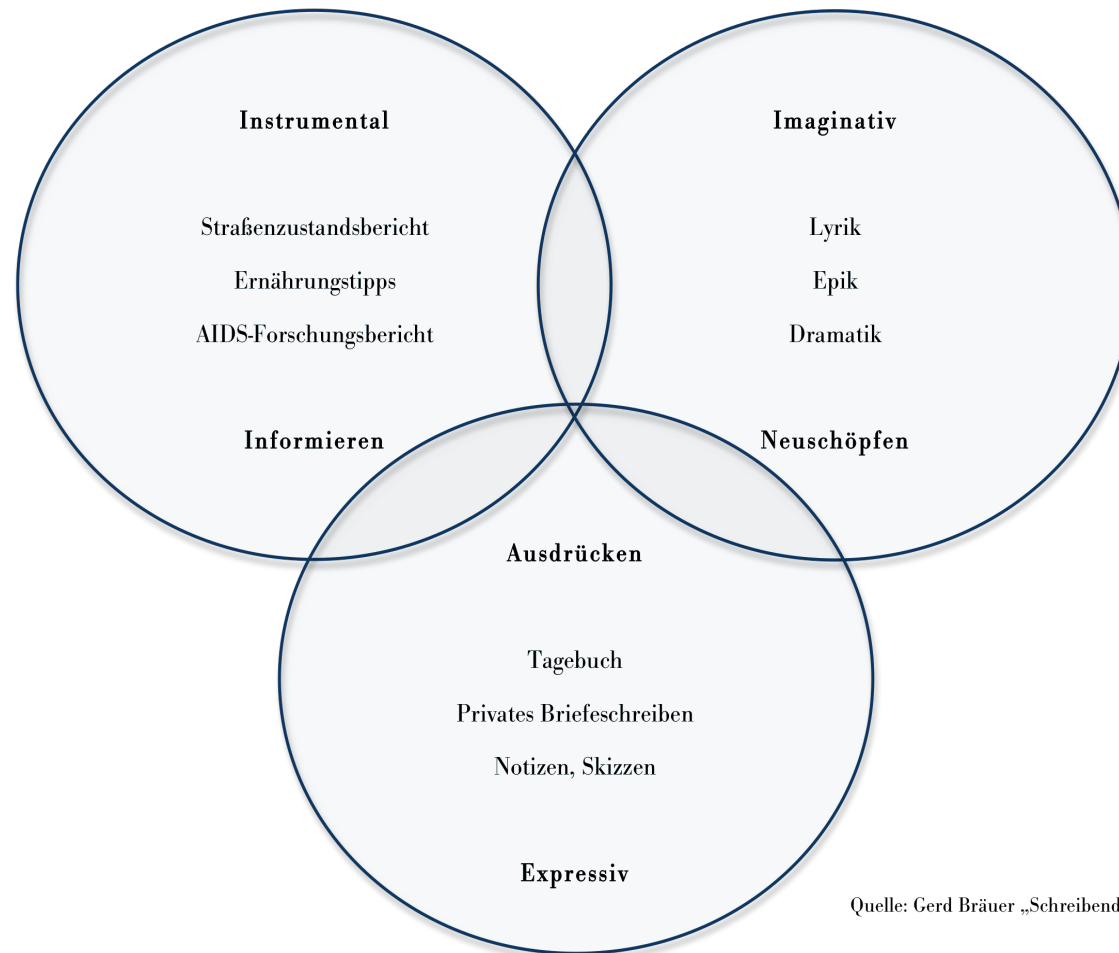 Instrumental
Straßenzustandsbericht
Ernährungstipps
AIDS-Forschungsbericht
Informieren
Imaginativ
Lyrik
Epik
Dramatik
Neuschöpfen
Ausdrücken
Tagebuch
Privates Briefeschreiben
Notizen, Skizzen
Expressiv
Quelle: Gerd Bräuer „Schreibend